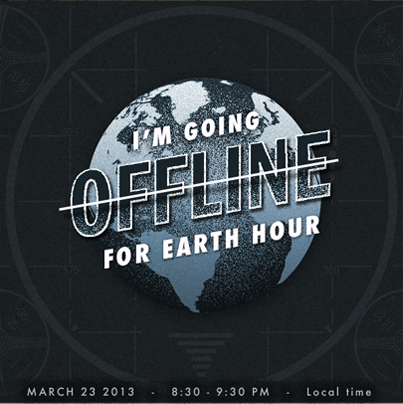 I'M GOING
OFFLINE
FOR EARTH HOUR
MARCH 23 2013 - 8:30 - 9:30 PM - Local time